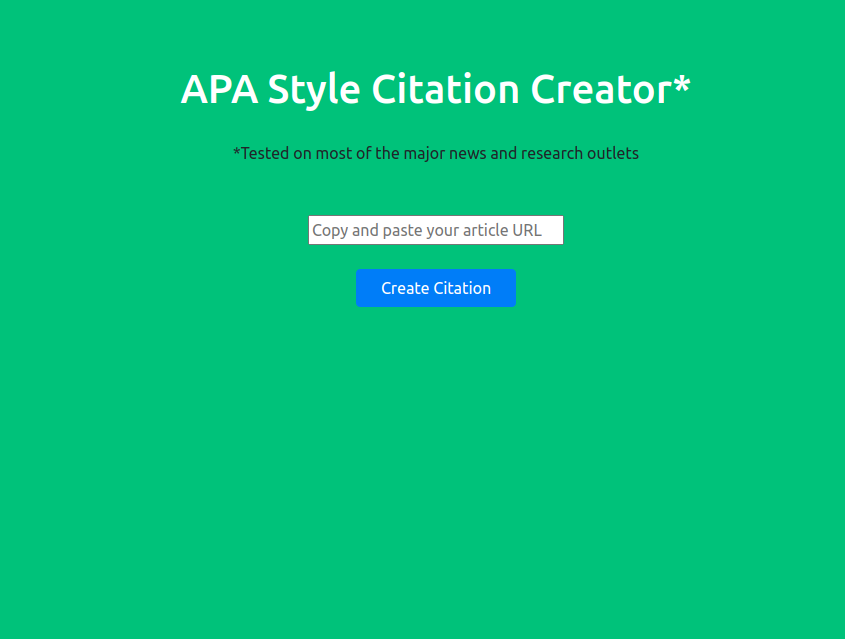 APA Style Citation Creator*
*Tested on most of the major news and research outlets
Copy and paste your article URL
Create Citation